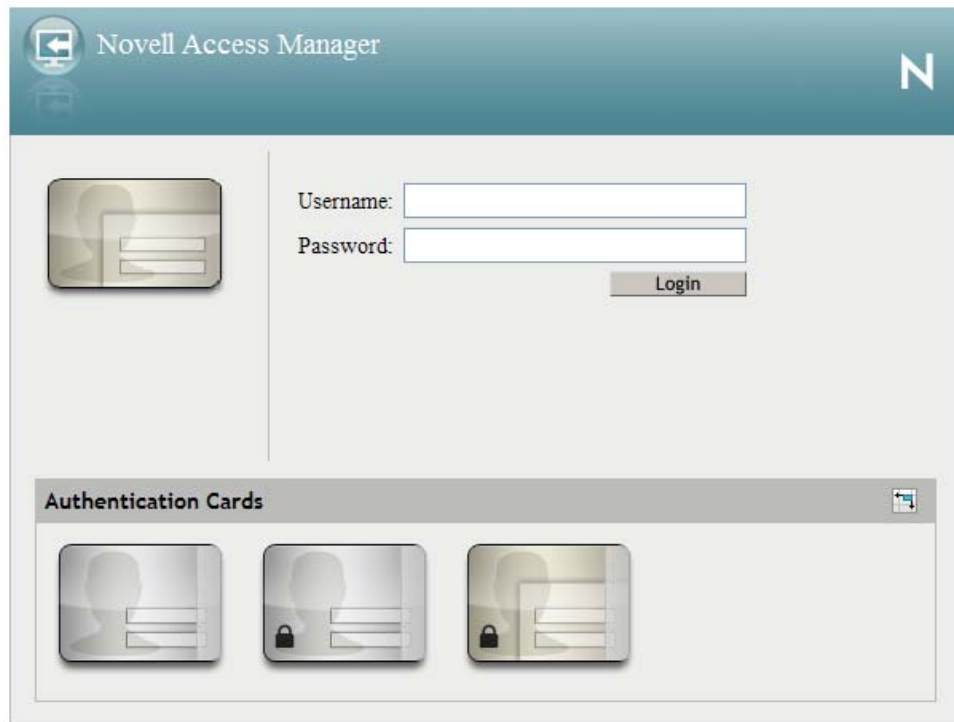 Novell Access Manager
N
Username:
Password:
Login
Authentication Cards